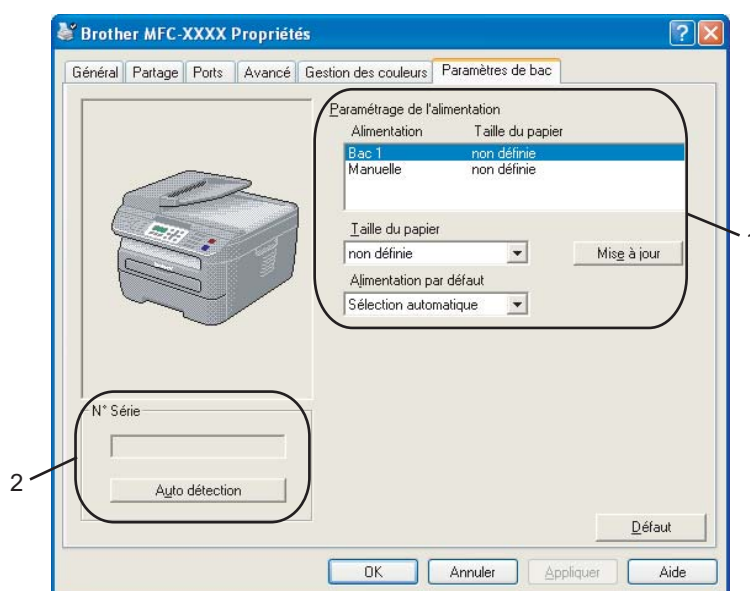 Brother MFC-XXXX Propriétés
Général Partage Ports Avancé Gestion des couleurs Paramètres de bac
Paramétrage de l'alimentation
Alimentation Taille du papier
Bac 1 non définie
Manuelle non définie
1
Taille du papier
non définie Mise à jour
Alimentation par défaut
Sélection automatique
N° Série
2
Auto détection
Défaut
OK Annuler Appliquer Aide